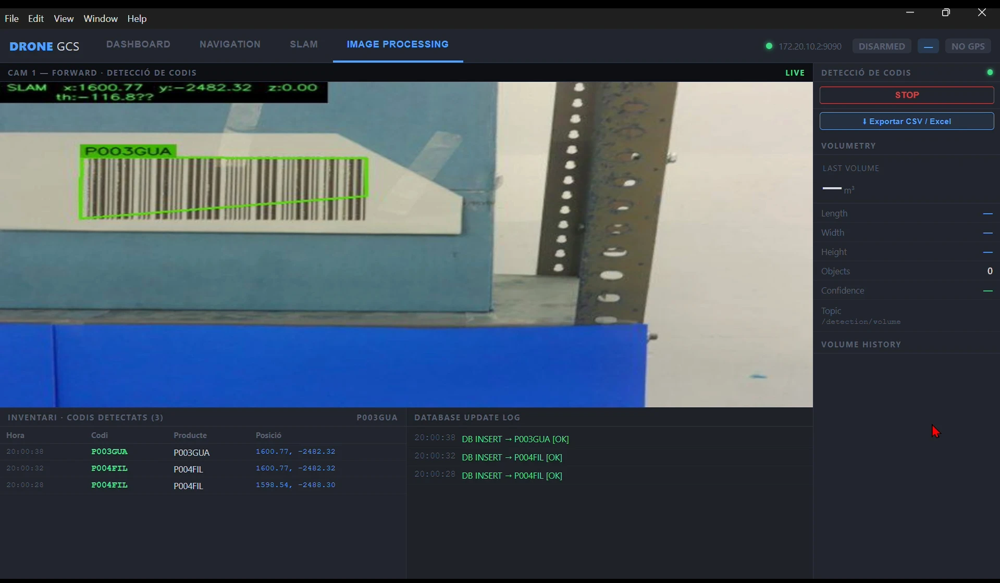 File Edit View Window Help
DRONE GCS DASHBOARD NAVIGATION SLAM IMAGE PROCESSING 172.20.10.2:9090 DISARMED — NO GPS
CAM 1 — FORWARD · DETECCIÓ DE CODIS LIVE
SLAM x:1600.77 y:-2482.32 z:0.00
th:-116.8??
P003GUA
DETECCIÓ DE CODIS
STOP
⬇ Exportar CSV / Excel
VOLUMETRY
LAST VOLUME
— m³
Length —
Width —
Height —
Objects 0
Confidence —
Topic
/detection/volume
VOLUME HISTORY
INVENTARI · CODIS DETECTATS (3) P003GUA
Hora Codi Producte Posició
20:00:38 P003GUA P003GUA 1600.77, -2482.32
20:00:32 P004FIL P004FIL 1600.77, -2482.32
20:00:28 P004FIL P004FIL 1598.54, -2488.30
DATABASE UPDATE LOG
20:00:38 DB INSERT → P003GUA [OK]
20:00:32 DB INSERT → P004FIL [OK]
20:00:28 DB INSERT → P004FIL [OK]